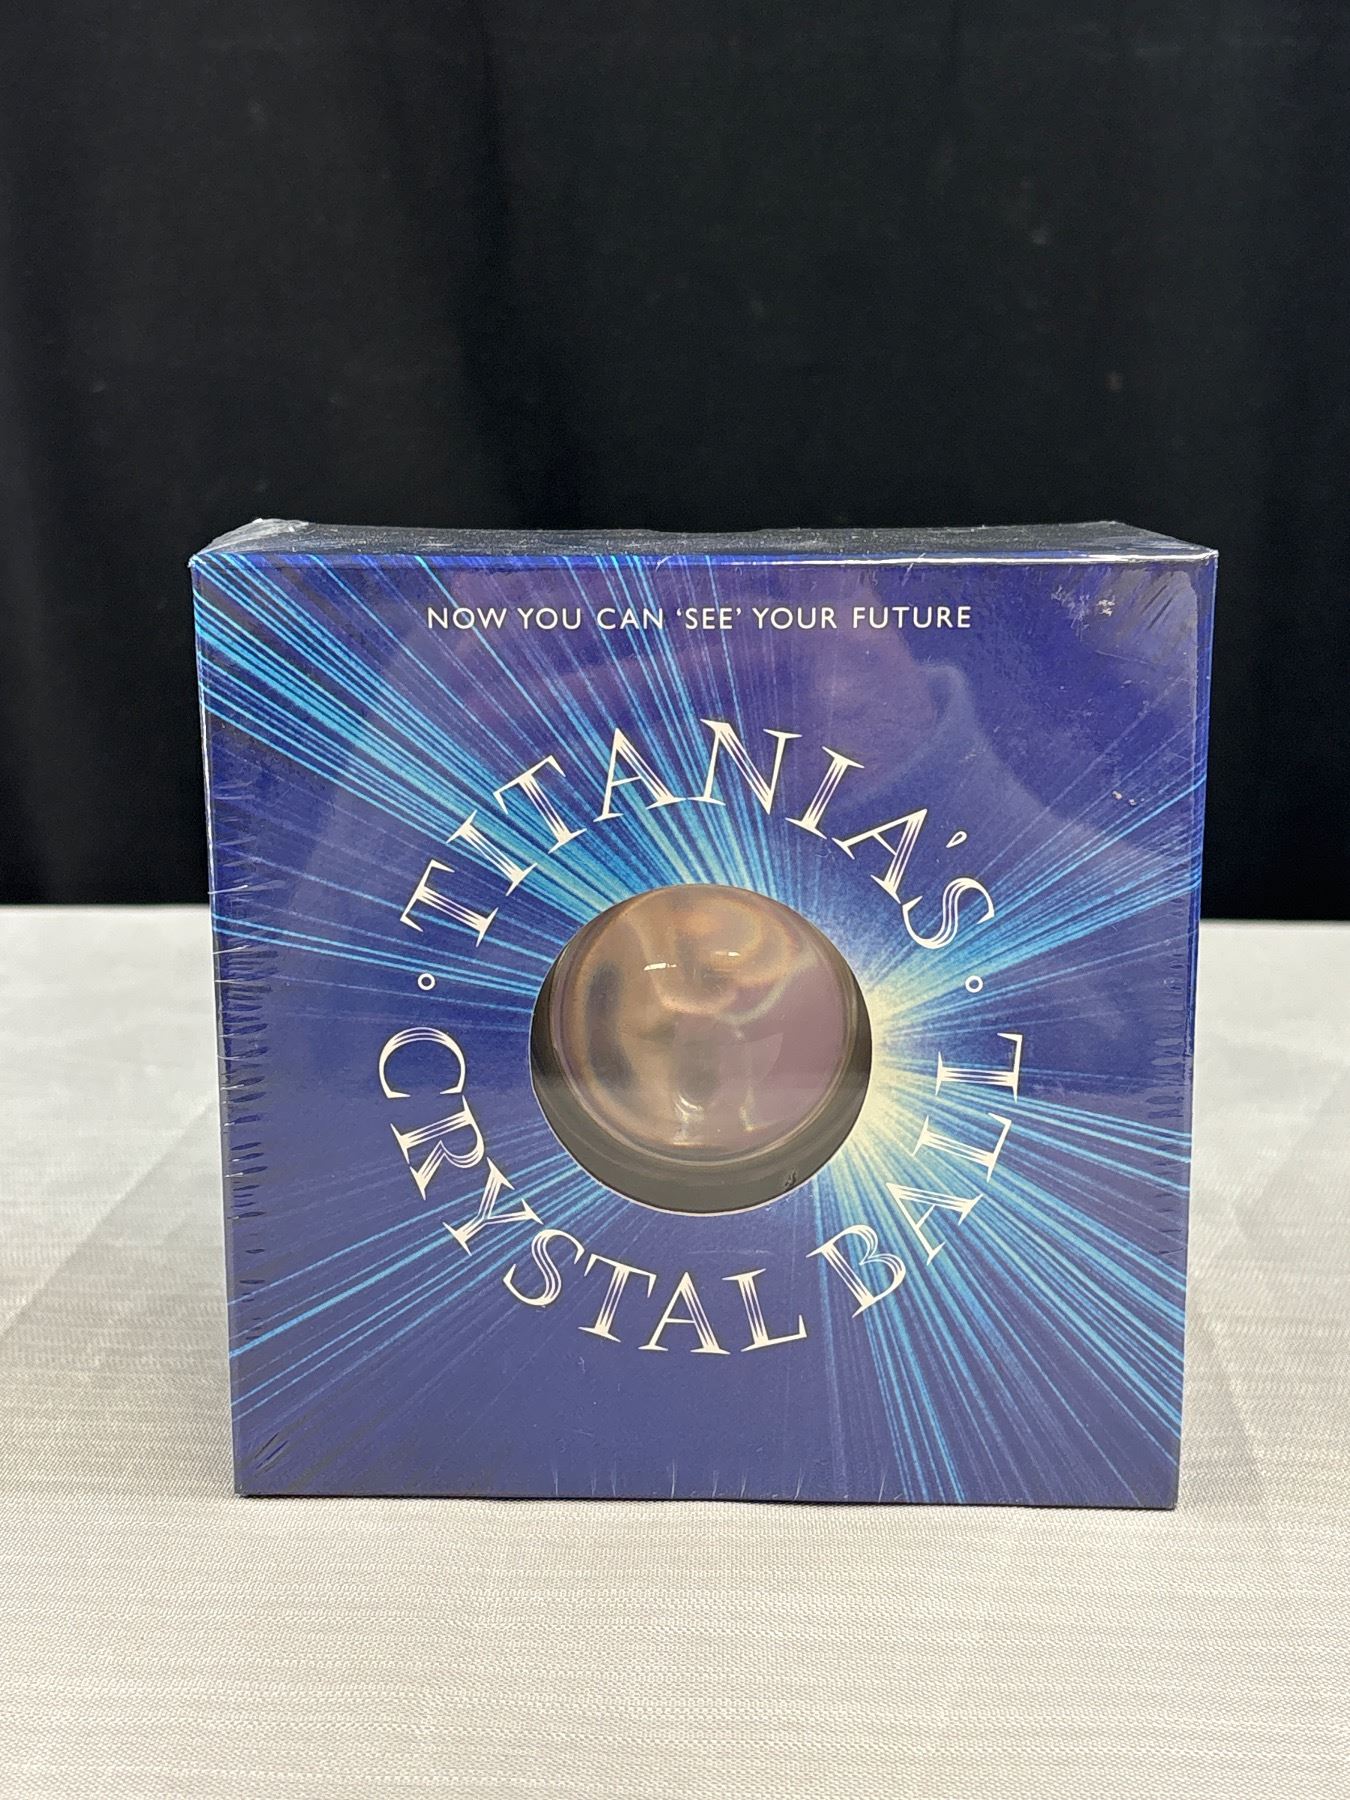 NOW YOU CAN ‘SEE’ YOUR FUTURE
TITANIA’S
CRYSTAL BALL